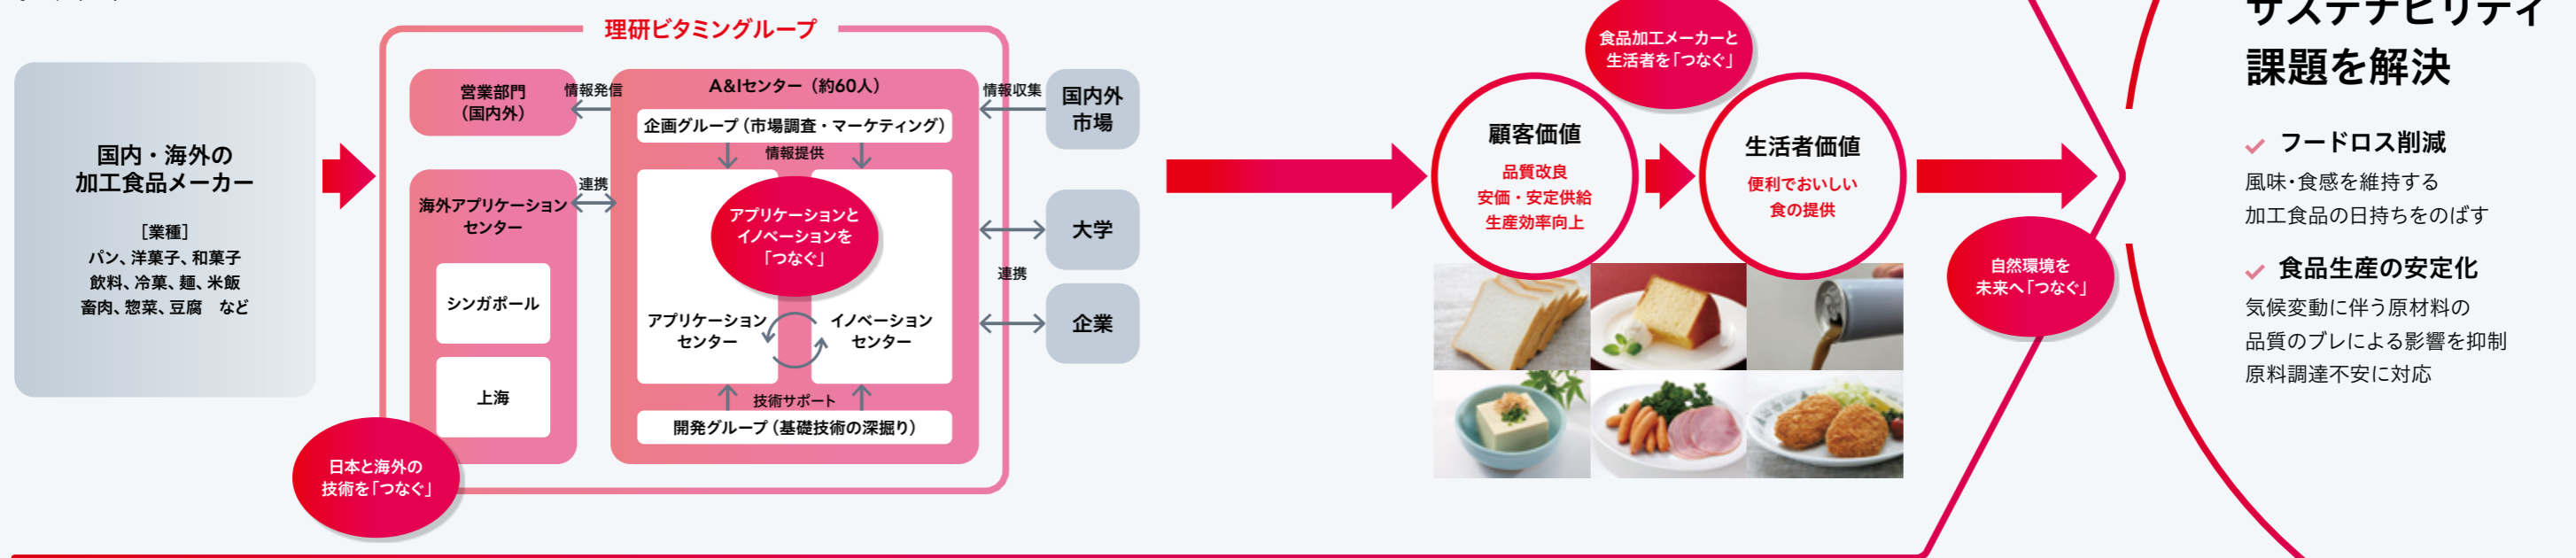 理研ビタミングループ
国内・海外の
加工食品メーカー
［業種］
パン、洋菓子、和菓子
飲料、冷菓、麺、米飯
畜肉、惣菜、豆腐　など
営業部門
（国内外）
情報発信
海外アプリケーション
センター
連携
シンガポール
上海
日本と海外の
技術を「つなぐ」
A&Iセンター（約60人）
企画グループ（市場調査・マーケティング）
情報提供
アプリケーションと
イノベーションを
「つなぐ」
アプリケーション
センター
イノベーション
センター
技術サポート
開発グループ（基礎技術の深掘り）
情報収集
国内外
市場
大学
連携
企業
食品加工メーカーと
生活者を「つなぐ」
顧客価値
品質改良
安価・安定供給
生産効率向上
生活者価値
便利でおいしい
食の提供
自然環境を
未来へ「つなぐ」
サステナビリティ
課題を解決
フードロス削減
風味・食感を維持する
加工食品の日持ちをのばす
食品生産の安定化
気候変動に伴う原材料の
品質のブレによる影響を抑制
原料調達不安に対応